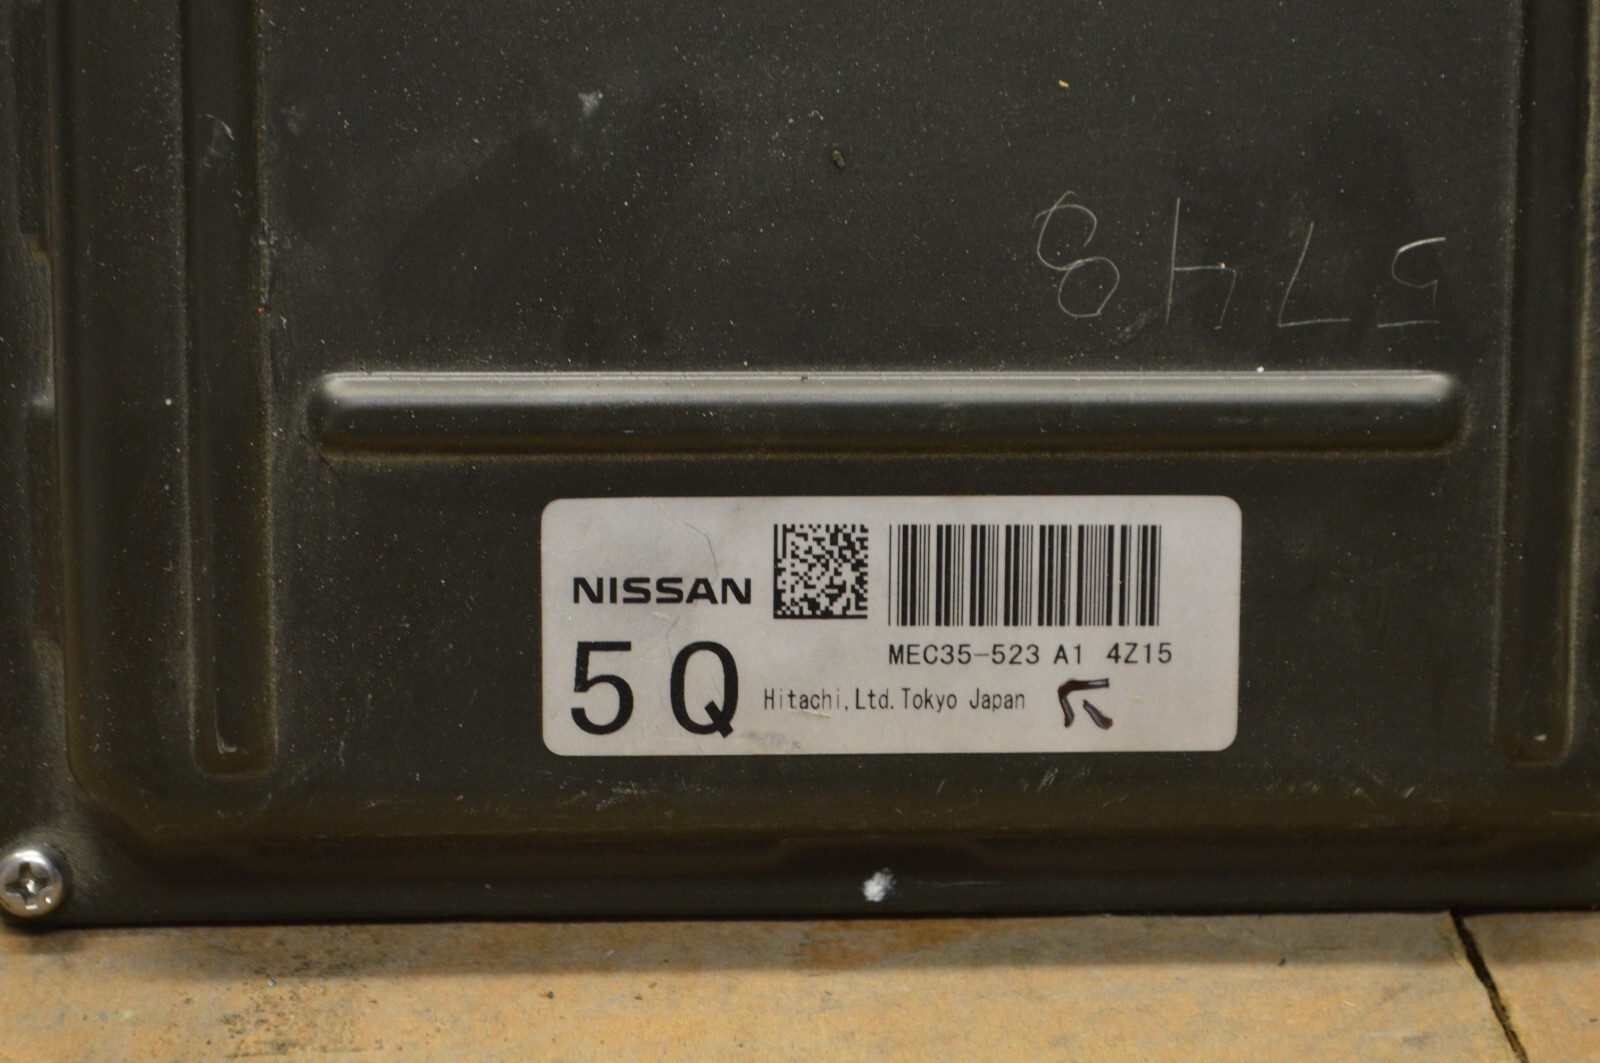 5748
NISSAN
MEC35-523 A1 4Z15
5Q
Hitachi,Ltd.Tokyo Japan